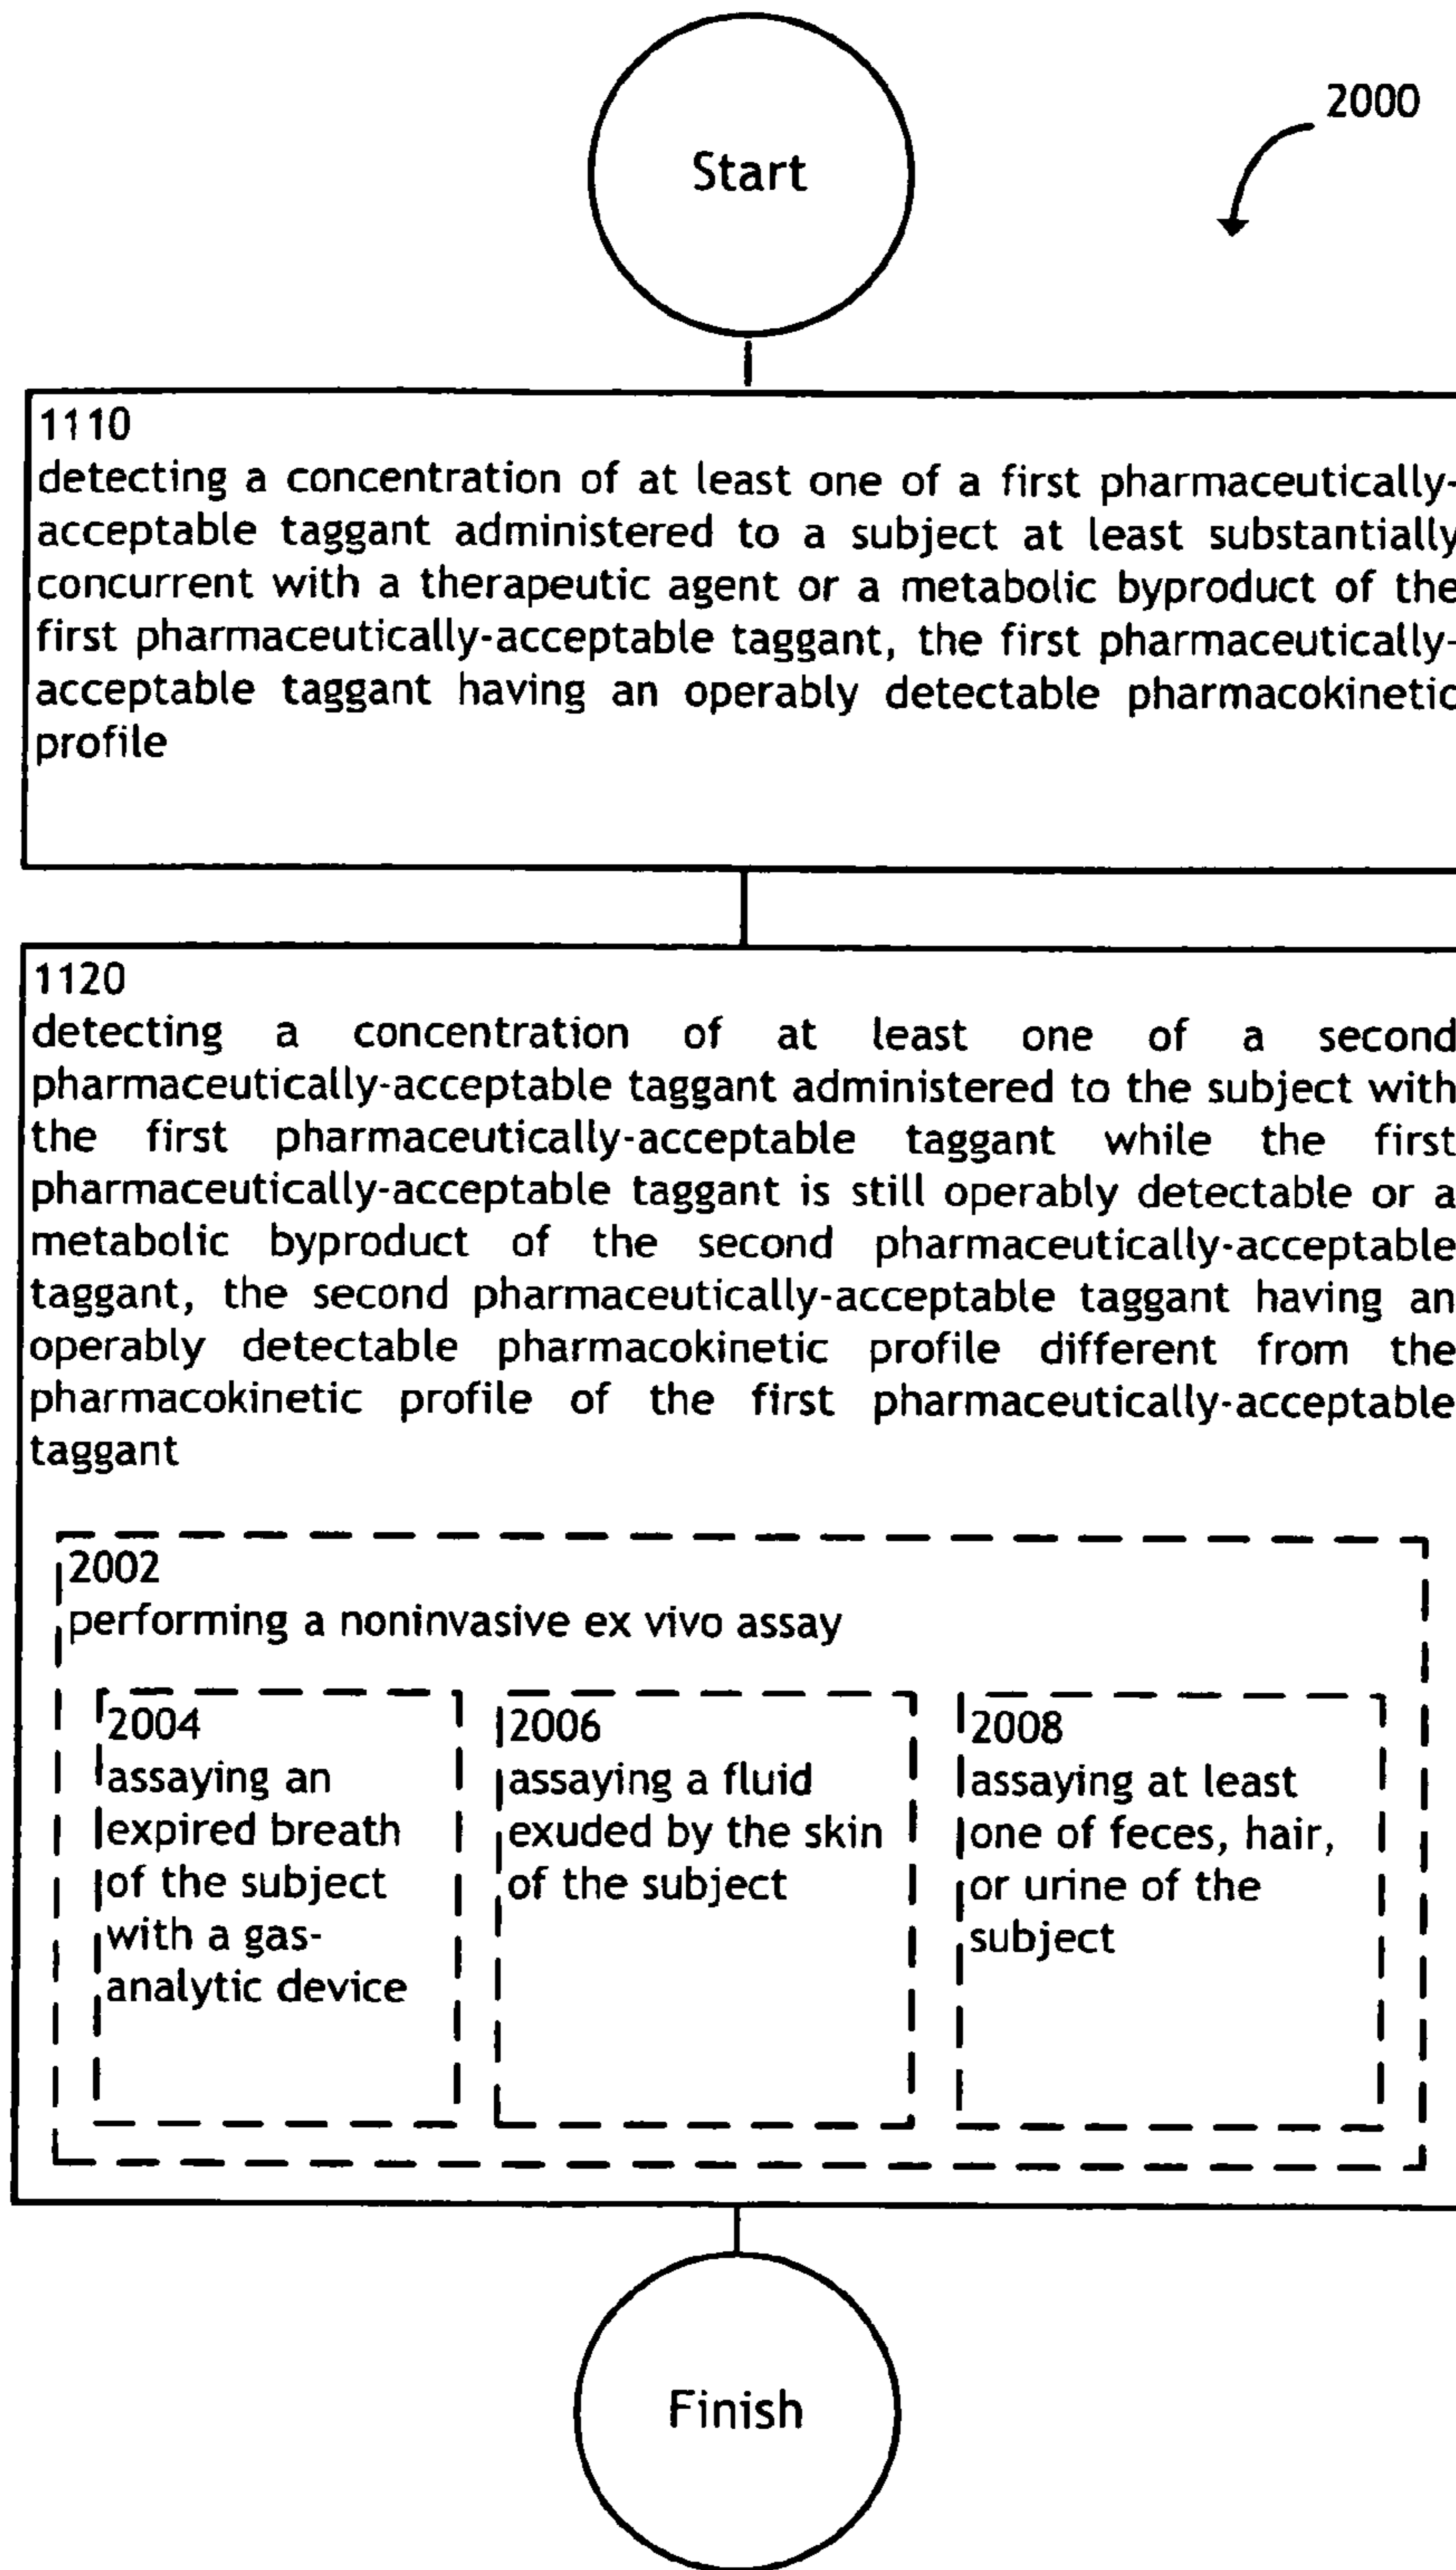 Start
2000
1110
detecting a concentration of at least one of a first pharmaceutically-
acceptable taggant administered to a subject at least substantially
concurrent with a therapeutic agent or a metabolic byproduct of the
first pharmaceutically-acceptable taggant, the first pharmaceutically-
acceptable taggant having an operably detectable pharmacokinetic
profile
1120
detecting a concentration of at least one of a second
pharmaceutically-acceptable taggant administered to the subject with
the first pharmaceutically-acceptable taggant while the first
pharmaceutically-acceptable taggant is still operably detectable or a
metabolic byproduct of the second pharmaceutically-acceptable
taggant, the second pharmaceutically-acceptable taggant having an
operably detectable pharmacokinetic profile different from the
pharmacokinetic profile of the first pharmaceutically-acceptable
taggant
2002
performing a noninvasive ex vivo assay
2004
assaying an
expired breath
of the subject
with a gas-
analytic device
2006
assaying a fluid
exuded by the skin
of the subject
2008
assaying at least
one of feces, hair,
or urine of the
subject
Finish